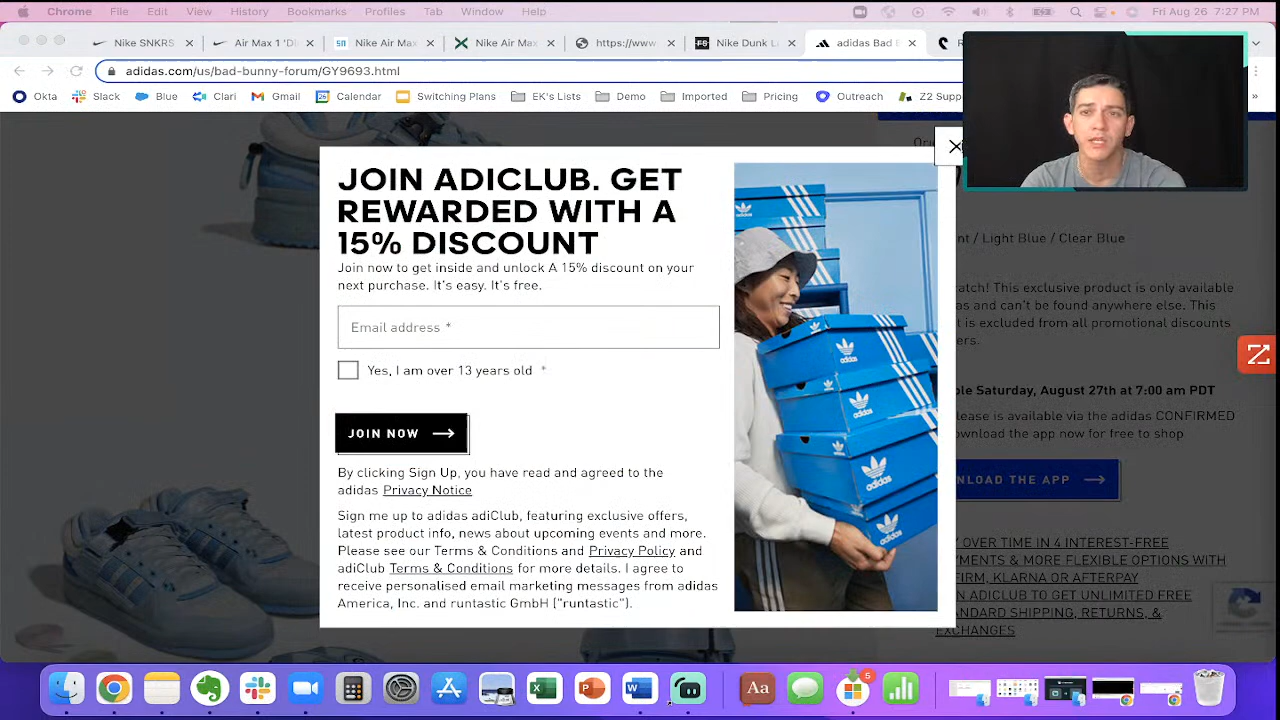 Chrome File Edit View History Bookmarks Profiles Tab Window Help Fri Aug 26 7:27 PM
Nike SNKRS Air Max 1 'Di Nike Air Max Nike Air Max https://www Nike Dunk L adidas Bad E
adidas.com/us/bad-bunny-forum/GY9693.html
Okta Slack Blue Clari Gmail Calendar Switching Plans EK's Lists Demo Imported Pricing Outreach Z2 Supp »
JOIN ADICLUB. GET
REWARDED WITH A
15% DISCOUNT
Join now to get inside and unlock A 15% discount on your
next purchase. It's easy. It's free.
Email address *
Yes, I am over 13 years old *
JOIN NOW
By clicking Sign Up, you have read and agreed to the
adidas Privacy Notice
Sign me up to adidas adiClub, featuring exclusive offers,
latest product info, news about upcoming events and more.
Please see our Terms & Conditions and Privacy Policy and
adiClub Terms & Conditions for more details. I agree to
receive personalised email marketing messages from adidas
America, Inc. and runtastic GmbH ("runtastic").
adidas
adidas
adidas
adidas
/ Light Blue / Clear Blue
This exclusive product is only available
as and can't be found anywhere else. This
is excluded from all promotional discounts
Saturday, August 27th at 7:00 am PDT
is available via the adidas CONFIRMED
ownload the app now for free to shop
NLOAD THE APP
OVER TIME IN 4 INTEREST-FREE
YMENTS & MORE FLEXIBLE OPTIONS WITH
FIRM, KLARNA OR AFTERPAY
N ADICLUB TO GET UNLIMITED FREE
ANDARD SHIPPING, RETURNS, &
EXCHANGES
Aa
5